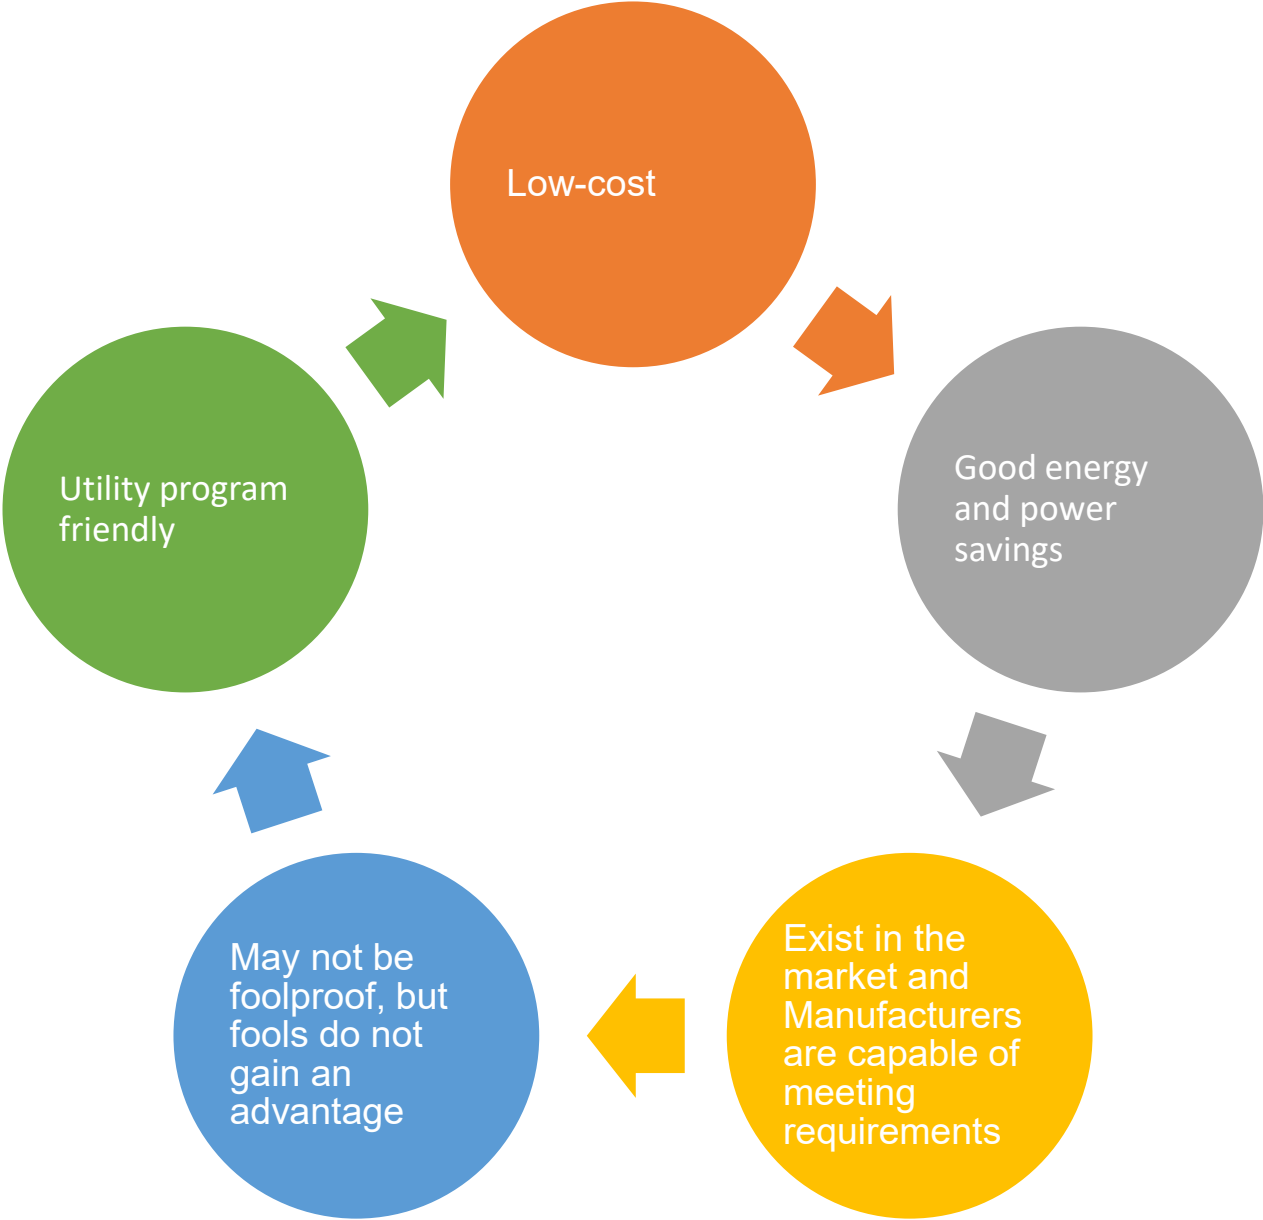 Low-cost
Good energy
and power
savings
Exist in the
market and
Manufacturers
are capable of
meeting
requirements
May not be
foolproof, but
fools do not
gain an
advantage
Utility program
friendly